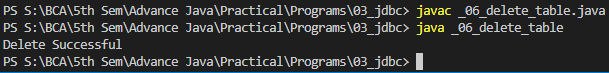 PS S:\BCA\5th Sem\Advance Java\Practical\Programs\03_jdbc> javac _06_delete_table.java
PS S:\BCA\5th Sem\Advance Java\Practical\Programs\03_jdbc> java _06_delete_table
Delete Successful
PS S:\BCA\5th Sem\Advance Java\Practical\Programs\03_jdbc>